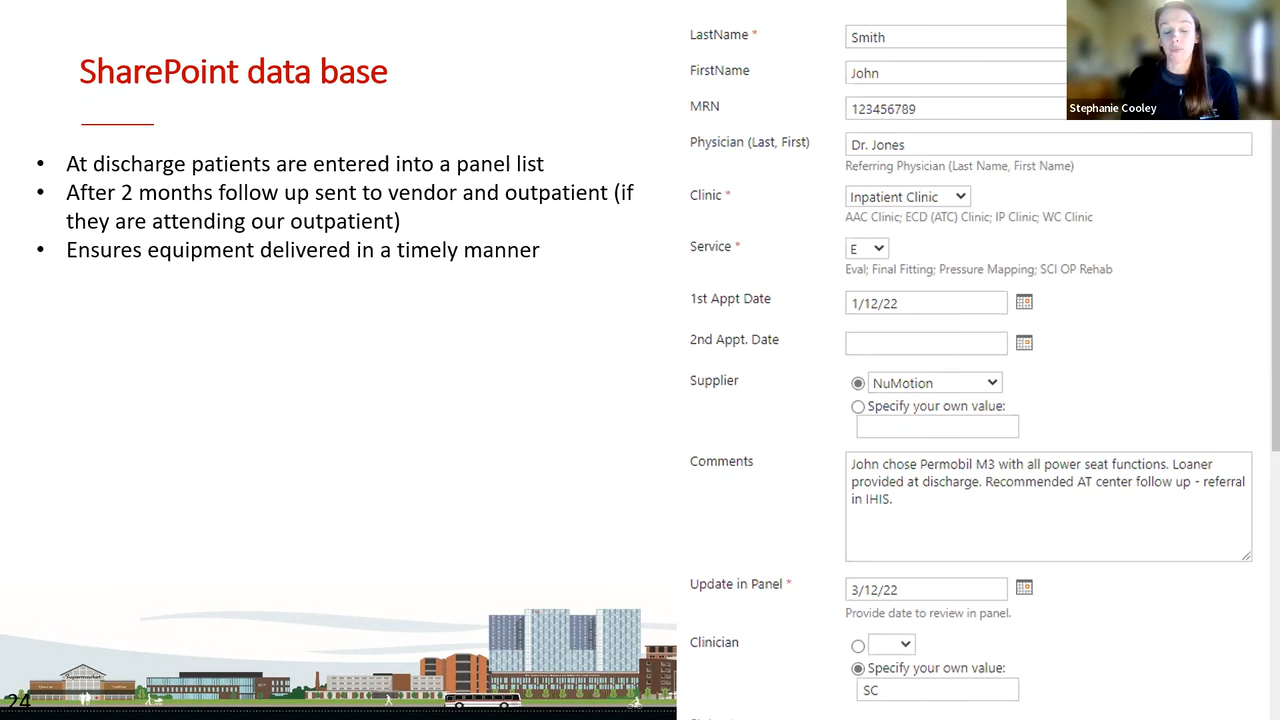 SharePoint data base
• At discharge patients are entered into a panel list
• After 2 months follow up sent to vendor and outpatient (if
they are attending our outpatient)
• Ensures equipment delivered in a timely manner
Supermarket
24
LastName *
Smith
FirstName
John
MRN
123456789
Physician (Last, First)
Dr. Jones
Referring Physician (Last Name, First Name)
Clinic *
Inpatient Clinic
AAC Clinic; ECD (ATC) Clinic; IP Clinic; WC Clinic
Service *
E
Eval; Final Fitting; Pressure Mapping; SCI OP Rehab
1st Appt Date
1/12/22
2nd Appt. Date
Supplier
NuMotion
Specify your own value:
Comments
John chose Permobil M3 with all power seat functions. Loaner
provided at discharge. Recommended AT center follow up - referral
in IHIS.
Update in Panel *
3/12/22
Provide date to review in panel.
Clinician
Specify your own value:
SC
Stephanie Cooley